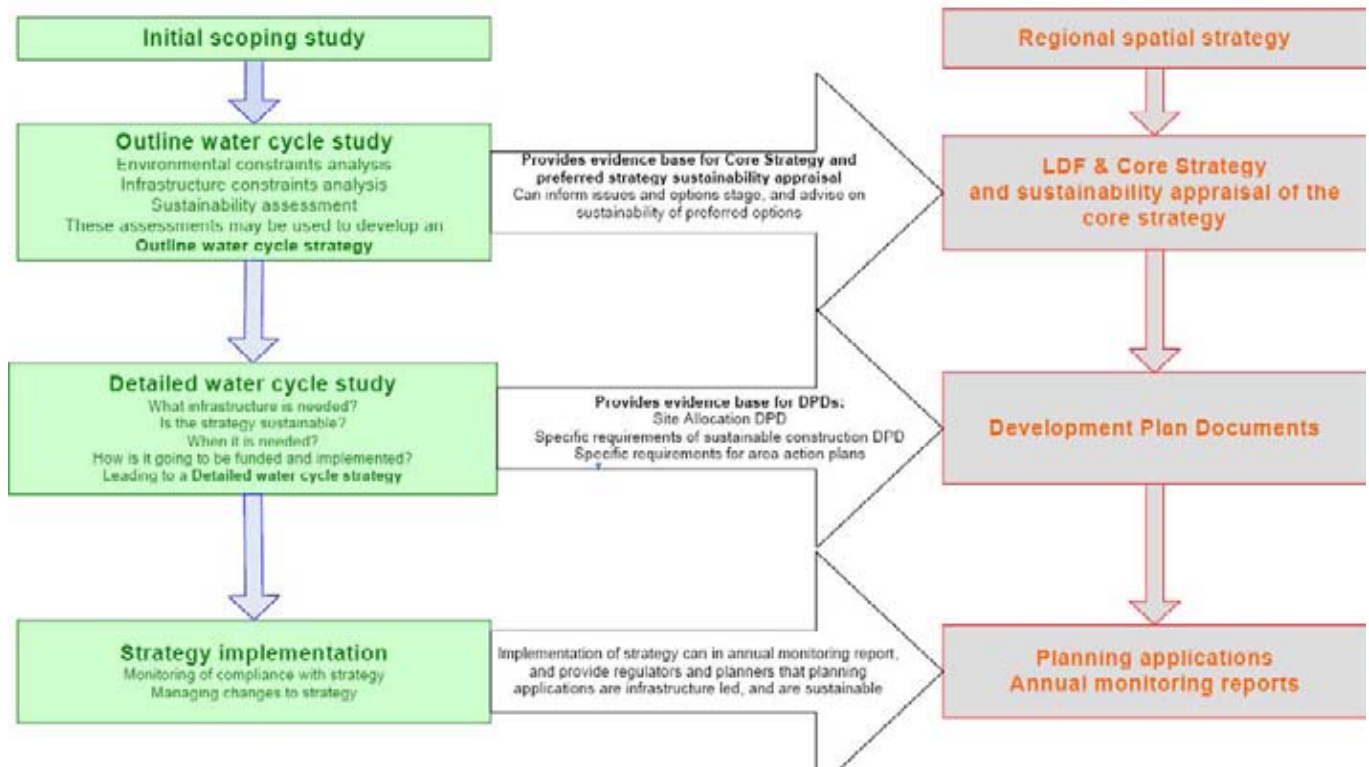 Initial scoping study
Regional spatial strategy
Outline water cycle study
Environmental constraints analysis
Infrastructure constraints analysis
Sustainability assessment
These assessments may be used to develop an
Outline water cycle strategy
Provides evidence base for Core Strategy and
preferred strategy sustainability appraisal
Can inform issues and options stage, and advise on
sustainability of preferred options
LDF & Core Strategy
and sustainability appraisal of the
core strategy
Detailed water cycle study
What infrastructure is needed?
Is the strategy sustainable?
When it is needed?
How is it going to be funded and implemented?
Leading to a Detailed water cycle strategy
Provides evidence base for DPDs:
Site Allocation DPD
Specific requirements of sustainable construction DPD
Specific requirements for area action plans
Development Plan Documents
Strategy implementation
Monitoring of compliance with strategy
Managing changes to strategy
Implementation of strategy can in annual monitoring report,
and provide regulators and planners that planning
applications are infrastructure led, and are sustainable
Planning applications
Annual monitoring reports